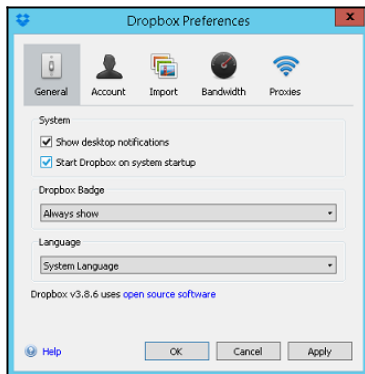 Dropbox Preferences
x
General Account Import Bandwidth Proxies
System
Show desktop notifications
Start Dropbox on system startup
Dropbox Badge
Always show
Language
System Language
Dropbox v3.8.6 uses open source software
Help OK Cancel Apply